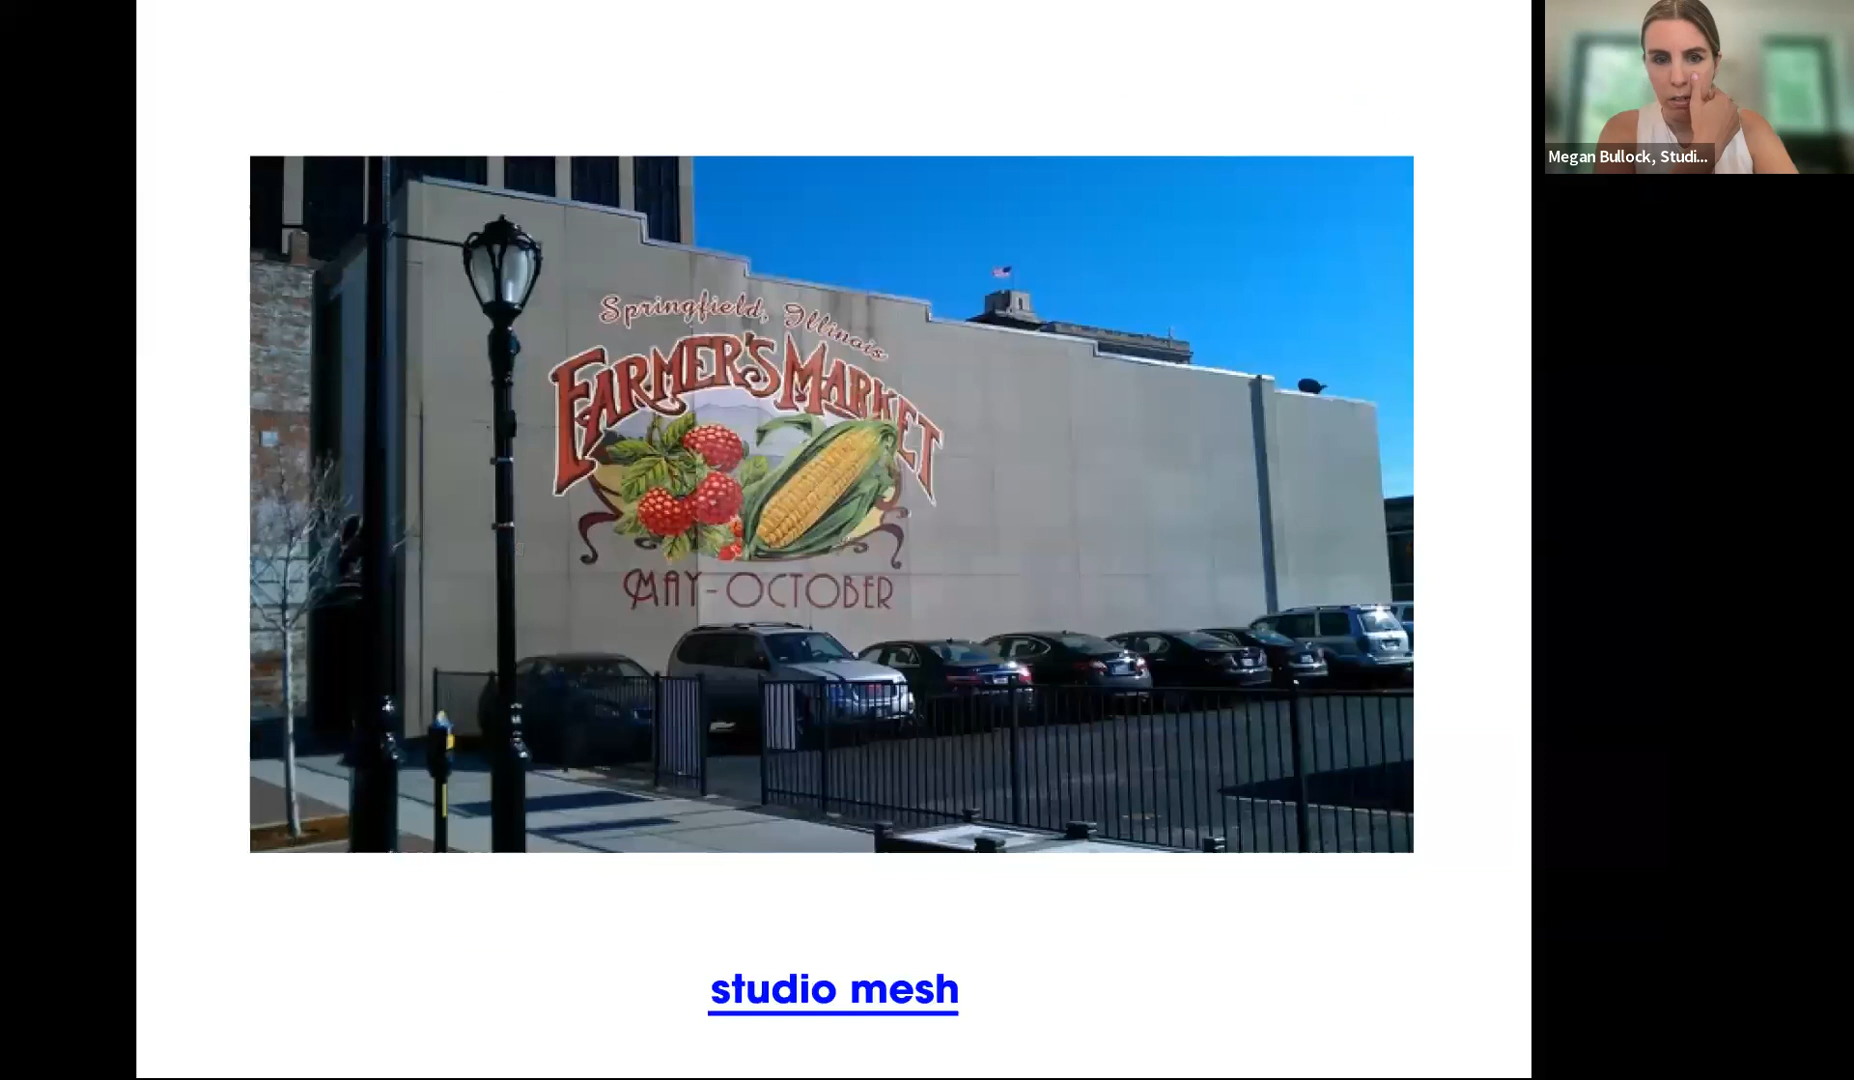 Megan Bullock, Studi...
Springfield, Illinois
FARMER'S MARKET
MAY-OCTOBER
studio mesh